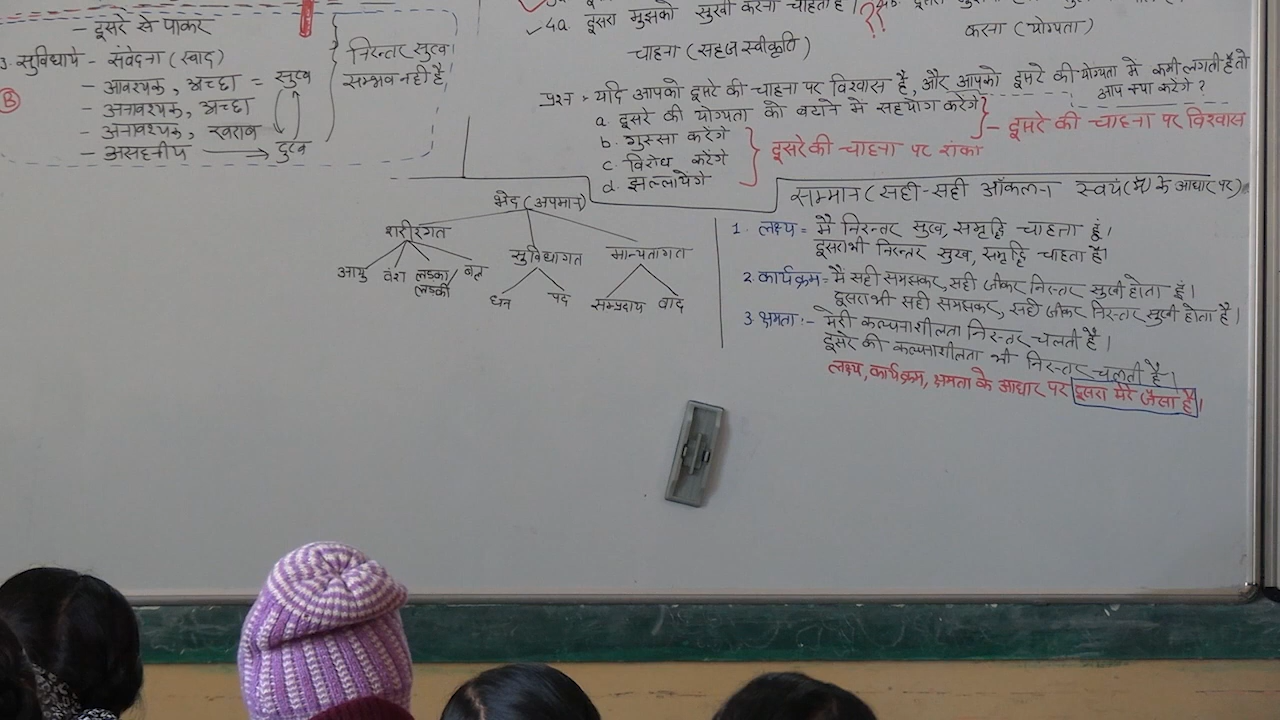 - दूसरे से पाकर
3. सुविधायें - संवेदना (स्वाद)
- आवश्यक, अच्छा = सुख
- अनावश्यक, अच्छा
- अनावश्यक, खराब
- असहनीय → दुःख
B
निरन्तर सुख
सम्भव नहीं है
4a. दूसरा मुझको सुखी करना चाहता है। ??
चाहना (सहज स्वीकृति)
करना (योग्यता)
प्रश्न - यदि आपको दूसरे की चाहना पर विश्वास है, और आपको दूसरे की योग्यता में कमी लगती है तो
आप क्या करेंगे ?
a. दूसरे की योग्यता को बढाने में सहयोग करेंगे } - दूसरे की चाहना पर विश्वास
b. गुस्सा करेंगे
c. विरोध करेंगे
d. झल्लायेंगे
दूसरे की चाहना पर शंका
भेद (अपमान)
शरीरगत
सुविधागत
मान्यतागत
आयु वंश लडका/लडकी बल
धन पद
सम्प्रदाय वाद
सम्मान (सही-सही आँकलन स्वयं (मैं) के आधार पर)
1. लक्ष्य = मैं निरन्तर सुख, समृद्धि चाहता हूं।
दूसरा भी निरन्तर सुख, समृद्धि चाहता है।
2. कार्यक्रम = मैं सही समझकर, सही जीकर निरन्तर सुखी होता हूँ।
दूसरा भी सही समझकर, सही जीकर निरन्तर सुखी होता है।
3 क्षमता :- मेरी कल्पनाशीलता निरन्तर चलती है।
दूसरे की कल्पनाशीलता भी निरन्तर चलती है।
लक्ष्य, कार्यक्रम, क्षमता के आधार पर दूसरा मेरे जैसा है।